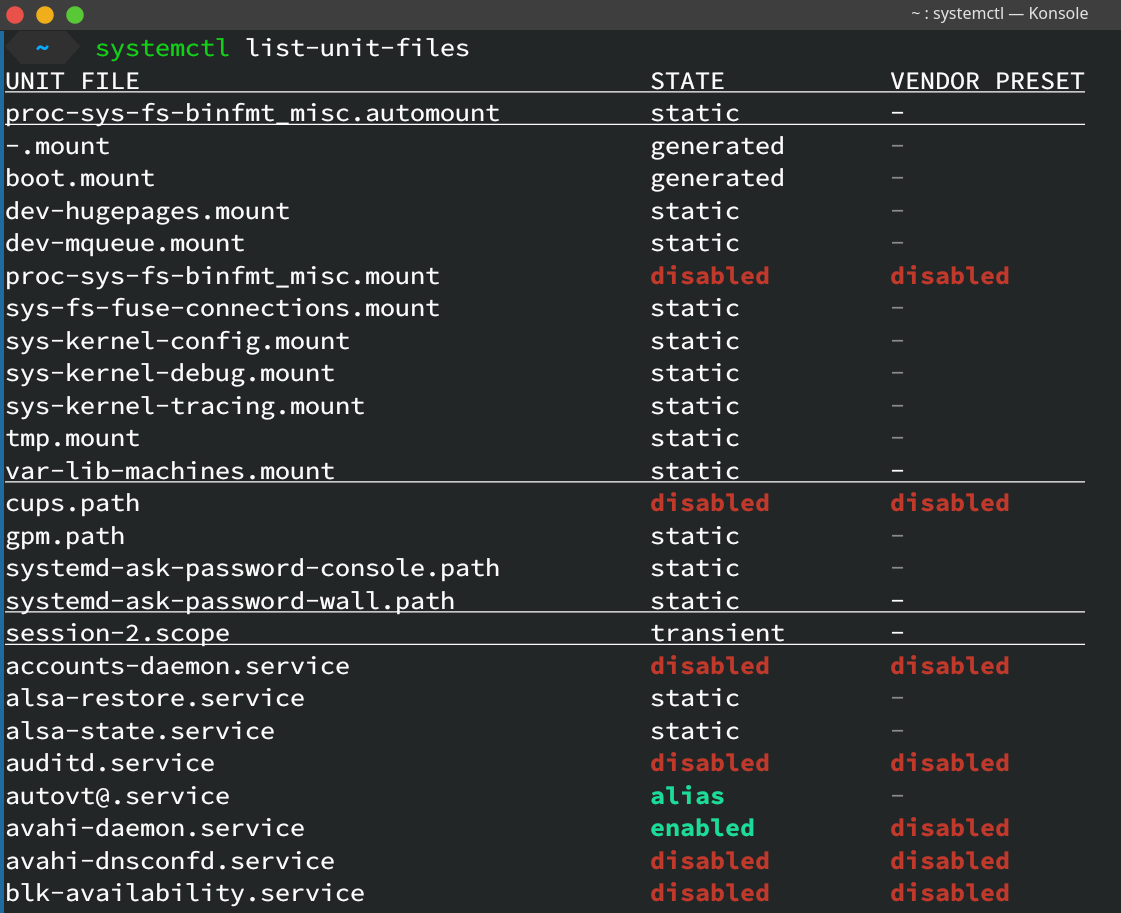 ~ : systemctl — Konsole
~ systemctl list-unit-files
UNIT FILE STATE VENDOR PRESET
proc-sys-fs-binfmt_misc.automount static -
-.mount generated -
boot.mount generated -
dev-hugepages.mount static -
dev-mqueue.mount static -
proc-sys-fs-binfmt_misc.mount disabled disabled
sys-fs-fuse-connections.mount static -
sys-kernel-config.mount static -
sys-kernel-debug.mount static -
sys-kernel-tracing.mount static -
tmp.mount static -
var-lib-machines.mount static -
cups.path disabled disabled
gpm.path static -
systemd-ask-password-console.path static -
systemd-ask-password-wall.path static -
session-2.scope transient -
accounts-daemon.service disabled disabled
alsa-restore.service static -
alsa-state.service static -
auditd.service disabled disabled
autovt@.service alias -
avahi-daemon.service enabled disabled
avahi-dnsconfd.service disabled disabled
blk-availability.service disabled disabled